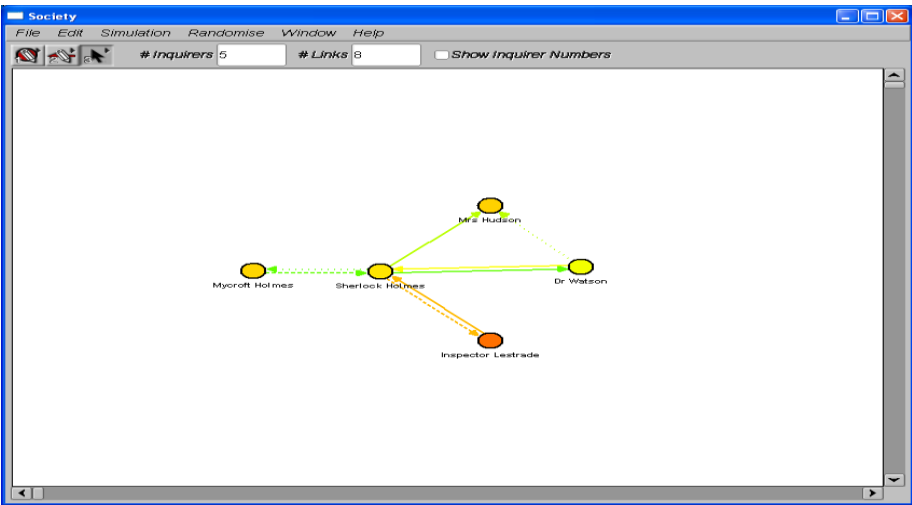 Society
File Edit Simulation Randomise Window Help
# Inquirers 5 # Links 8 Show Inquirer Numbers
Mrs Hudson
Mycroft Holmes Sherlock Holmes Dr Watson
Inspector Lestrade